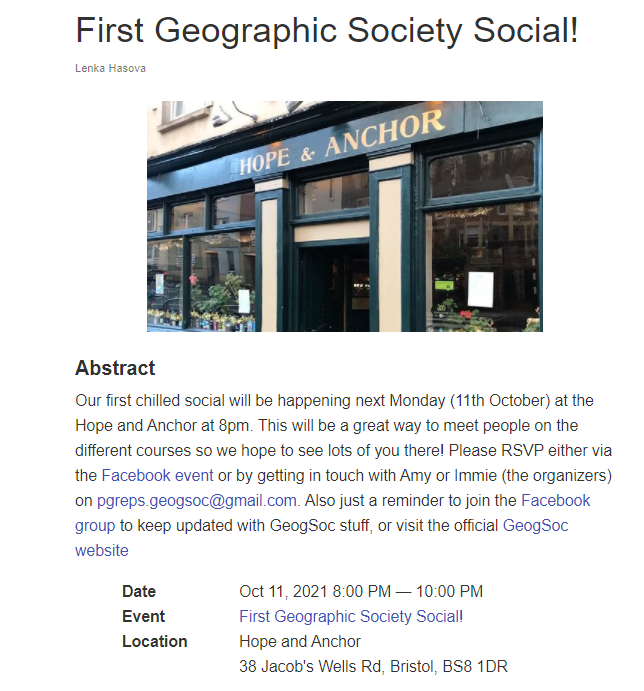 First Geographic Society Social!
Lenka Hasova
HOPE & ANCHOR
Abstract
Our first chilled social will be happening next Monday (11th October) at the
Hope and Anchor at 8pm. This will be a great way to meet people on the
different courses so we hope to see lots of you there! Please RSVP either via
the Facebook event or by getting in touch with Amy or Immie (the organizers)
on pgreps.geogsoc@gmail.com. Also just a reminder to join the Facebook
group to keep updated with GeogSoc stuff, or visit the official GeogSoc
website
Date Oct 11, 2021 8:00 PM — 10:00 PM
Event First Geographic Society Social!
Location Hope and Anchor
38 Jacob's Wells Rd, Bristol, BS8 1DR